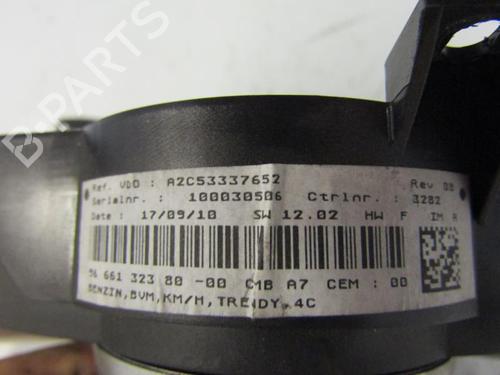 B-PARTS
Ref. VDO : A2C53337652 Rev 08
Serialnr. : 100030506 Ctrlnr. : 3282
Date : 17/09/10 SW 12.02 HW F IM A
96 661 323 80 -00 CMB A7 CEM : 00
BENZIN,BVM,KM/H,TRENDY,4C